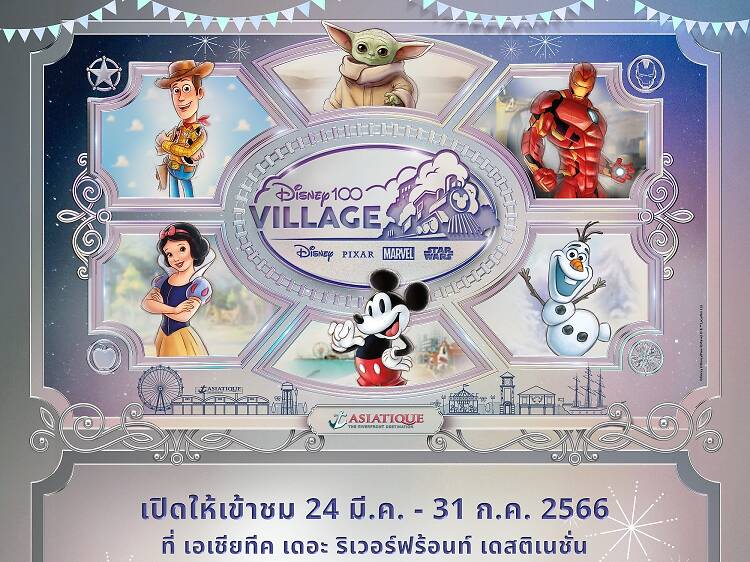 Disney 100
VILLAGE
Disney PIXAR MARVEL STAR WARS
ASIATIQUE
ASIATIQUE
THE RIVERFRONT DESTINATION
เปิดให้เข้าชม 24 มี.ค. - 31 ก.ค. 2566
ที่ เอเชียทีค เดอะ ริเวอร์ฟร้อนท์ เดสติเนชั่น